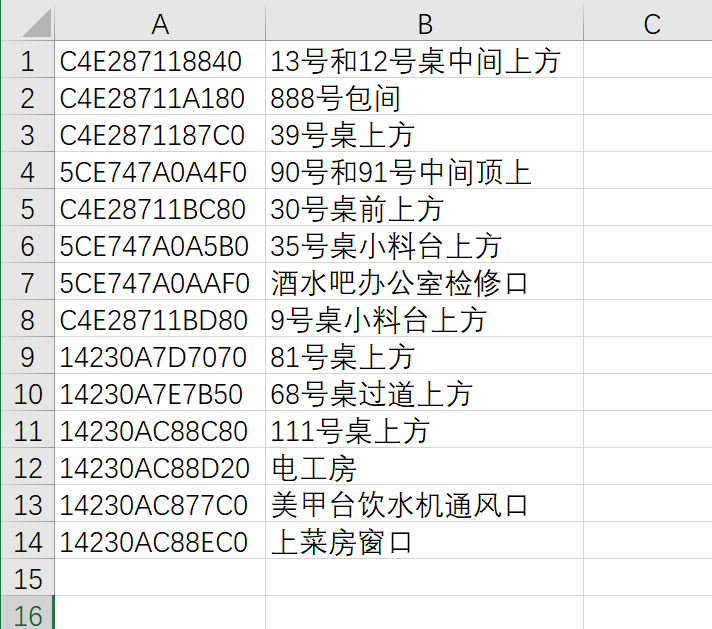 A B C
1 C4E287118840 13号和12号桌中间上方
2 C4E28711A180 888号包间
3 C4E2871187C0 39号桌上方
4 5CE747A0A4F0 90号和91号中间顶上
5 C4E28711BC80 30号桌前上方
6 5CE747A0A5B0 35号桌小料台上方
7 5CE747A0AAF0 酒水吧办公室检修口
8 C4E28711BD80 9号桌小料台上方
9 14230A7D7070 81号桌上方
10 14230A7E7B50 68号桌过道上方
11 14230AC88C80 111号桌上方
12 14230AC88D20 电工房
13 14230AC877C0 美甲台饮水机通风口
14 14230AC88EC0 上菜房窗口
15
16